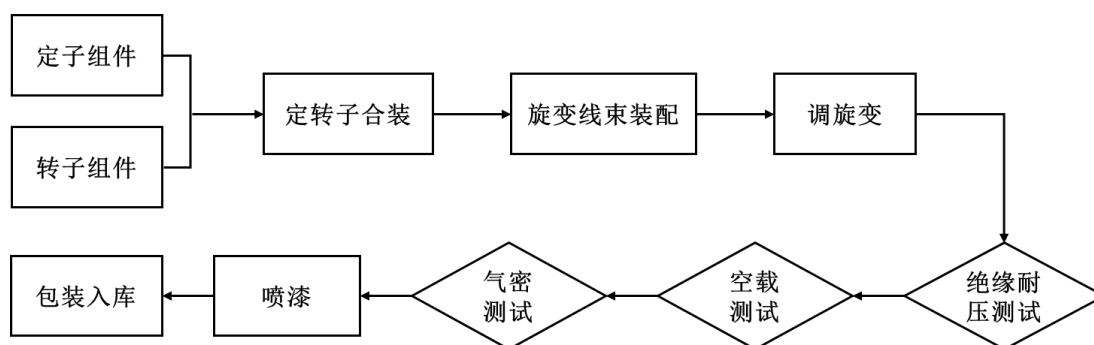 定子组件
转子组件
定转子合装
旋变线束装配
调旋变
绝缘耐
压测试
空载
测试
气密
测试
喷漆
包装入库